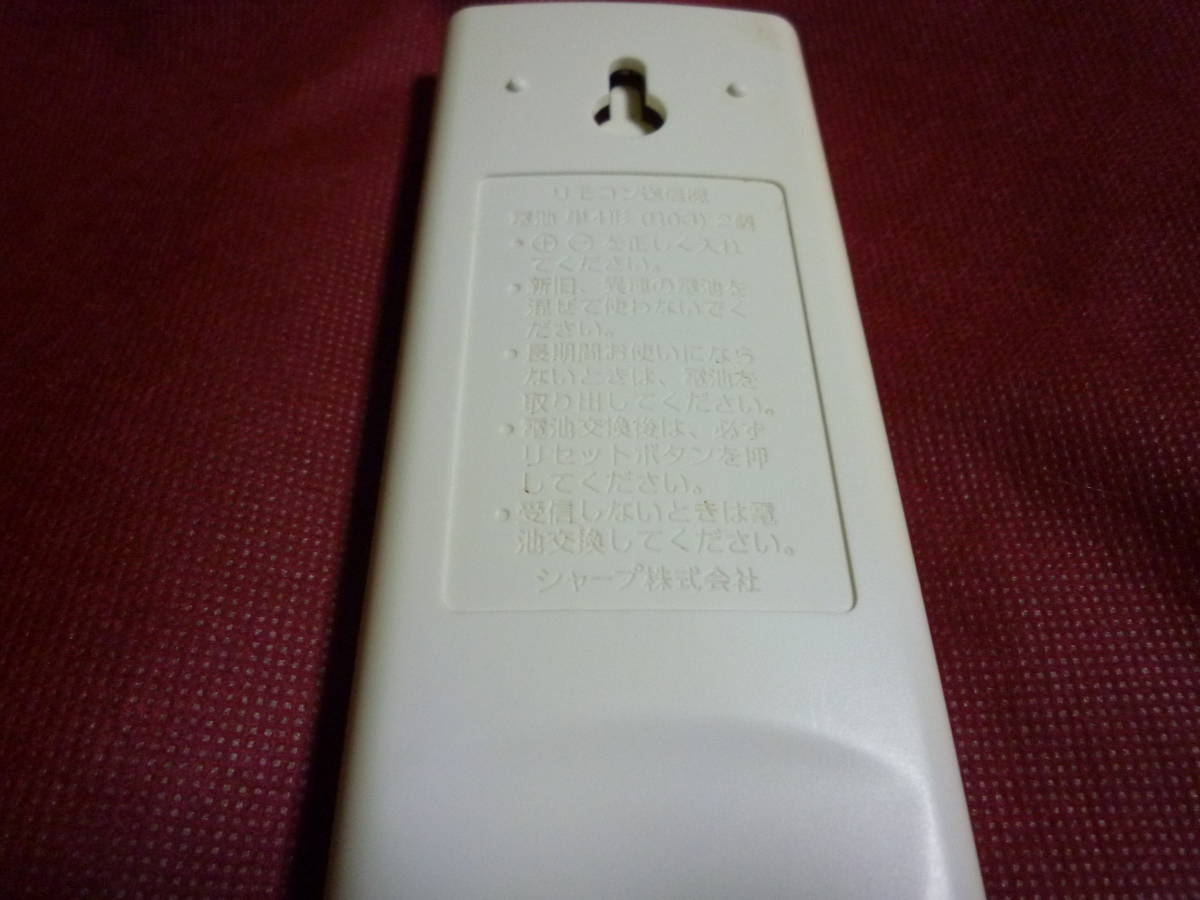 リモコン送信機
電池 単4形 (R03) 2個
• ⊕ ⊖ を正しく入れ
てください。
• 新旧、異種の電池を
混ぜて使わないでく
ださい。
• 長期間お使いになら
ないときは、電池を
取り出してください。
• 電池交換後は、必ず
リセットボタンを押
してください。
• 受信しないときは電
池交換してください。
シャープ株式会社